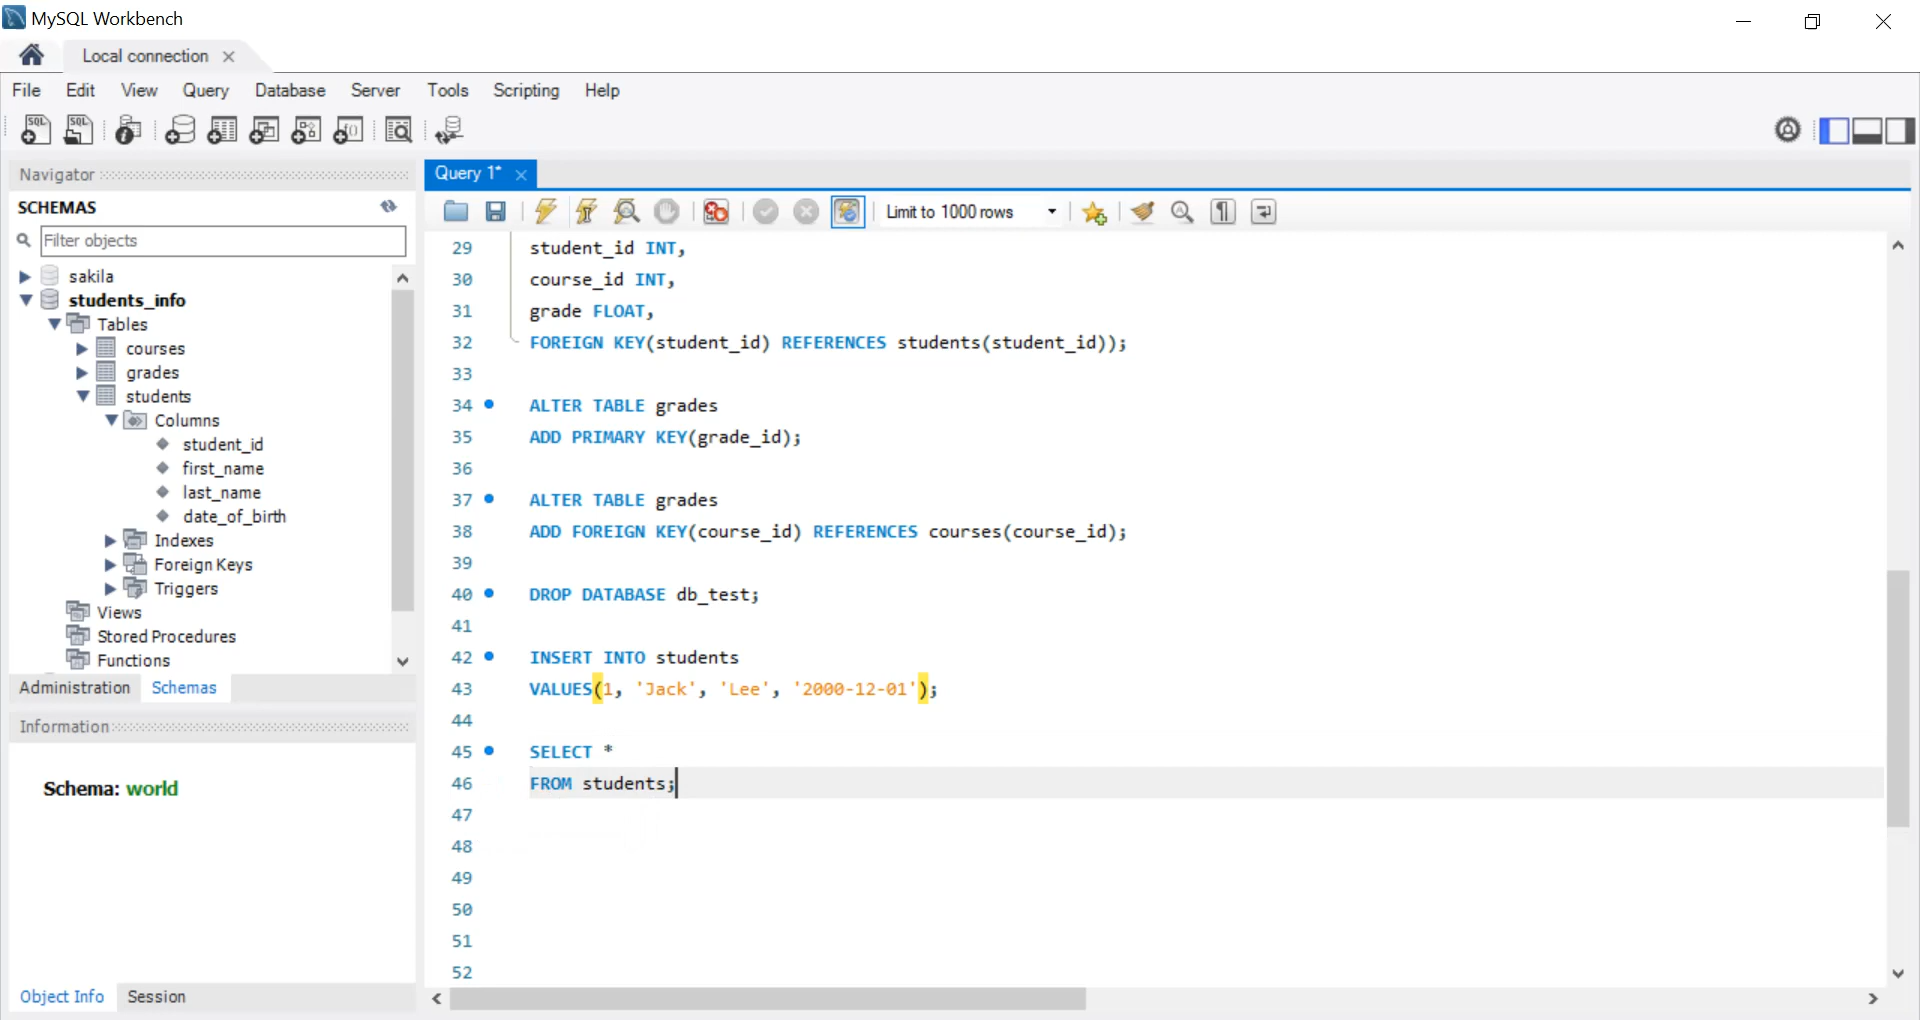 MySQL Workbench
Local connection
File Edit View Query Database Server Tools Scripting Help
Navigator
SCHEMAS
Filter objects
sakila
students_info
Tables
courses
grades
students
Columns
student_id
first_name
last_name
date_of_birth
Indexes
Foreign Keys
Triggers
Views
Stored Procedures
Functions
Administration Schemas
Information
Schema: world
Object Info Session
Query 1*
Limit to 1000 rows
29 student_id INT,
30 course_id INT,
31 grade FLOAT,
32 FOREIGN KEY(student_id) REFERENCES students(student_id));
33
34 ALTER TABLE grades
35 ADD PRIMARY KEY(grade_id);
36
37 ALTER TABLE grades
38 ADD FOREIGN KEY(course_id) REFERENCES courses(course_id);
39
40 DROP DATABASE db_test;
41
42 INSERT INTO students
43 VALUES(1, 'Jack', 'Lee', '2000-12-01');
44
45 SELECT *
46 FROM students;
47
48
49
50
51
52